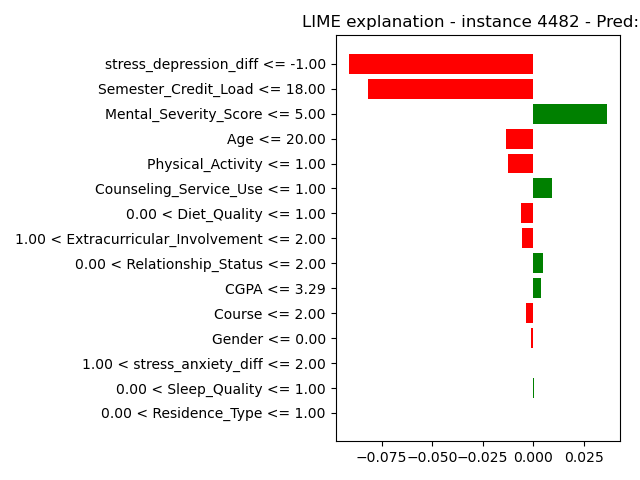 LIME explanation - instance 4482 - Pred:
stress_depression_diff <= -1.00
Semester_Credit_Load <= 18.00
Mental_Severity_Score <= 5.00
Age <= 20.00
Physical_Activity <= 1.00
Counseling_Service_Use <= 1.00
0.00 < Diet_Quality <= 1.00
1.00 < Extracurricular_Involvement <= 2.00
0.00 < Relationship_Status <= 2.00
CGPA <= 3.29
Course <= 2.00
Gender <= 0.00
1.00 < stress_anxiety_diff <= 2.00
0.00 < Sleep_Quality <= 1.00
0.00 < Residence_Type <= 1.00
−0.075 −0.050 −0.025 0.000 0.025